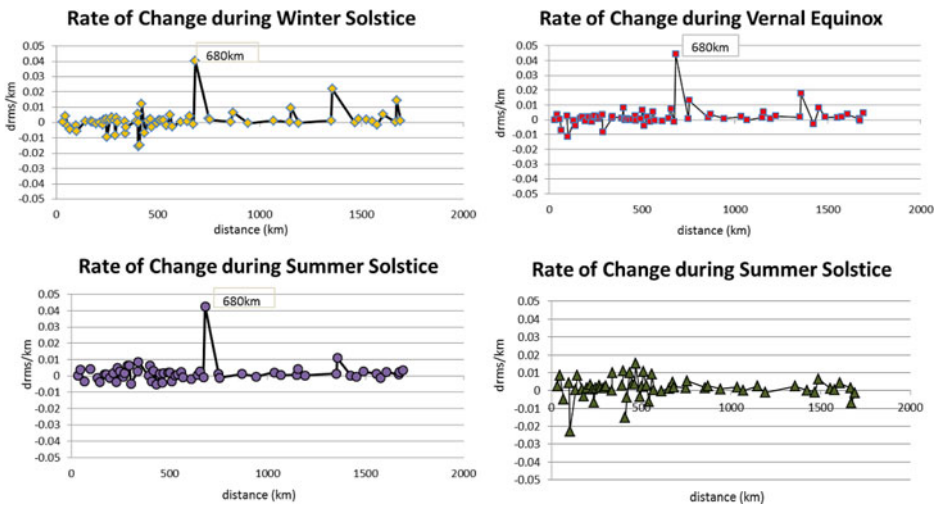 Rate of Change during Winter Solstice
0.05
0.04
0.03
0.02
0.01
0
-0.01
-0.02
-0.03
-0.04
-0.05
drms/km
680km
0 500 1000 1500 2000
distance (km)
Rate of Change during Vernal Equinox
0.05
0.04
0.03
0.02
0.01
0
-0.01
-0.02
-0.03
-0.04
-0.05
drms/km
680km
0 500 1000 1500 2000
distance (km)
Rate of Change during Summer Solstice
0.05
0.04
0.03
0.02
0.01
0
-0.01
-0.02
-0.03
-0.04
-0.05
drms/km
680km
0 500 1000 1500 2000
distance (km)
Rate of Change during Summer Solstice
0.05
0.04
0.03
0.02
0.01
0
-0.01
-0.02
-0.03
-0.04
-0.05
drms/km
0 500 1000 1500 2000
distance (km)